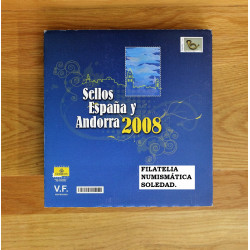 Sellos
España y
Andorra 2008
FILATELIA
NUMISMÁTICA
SOLEDAD.
V.F.